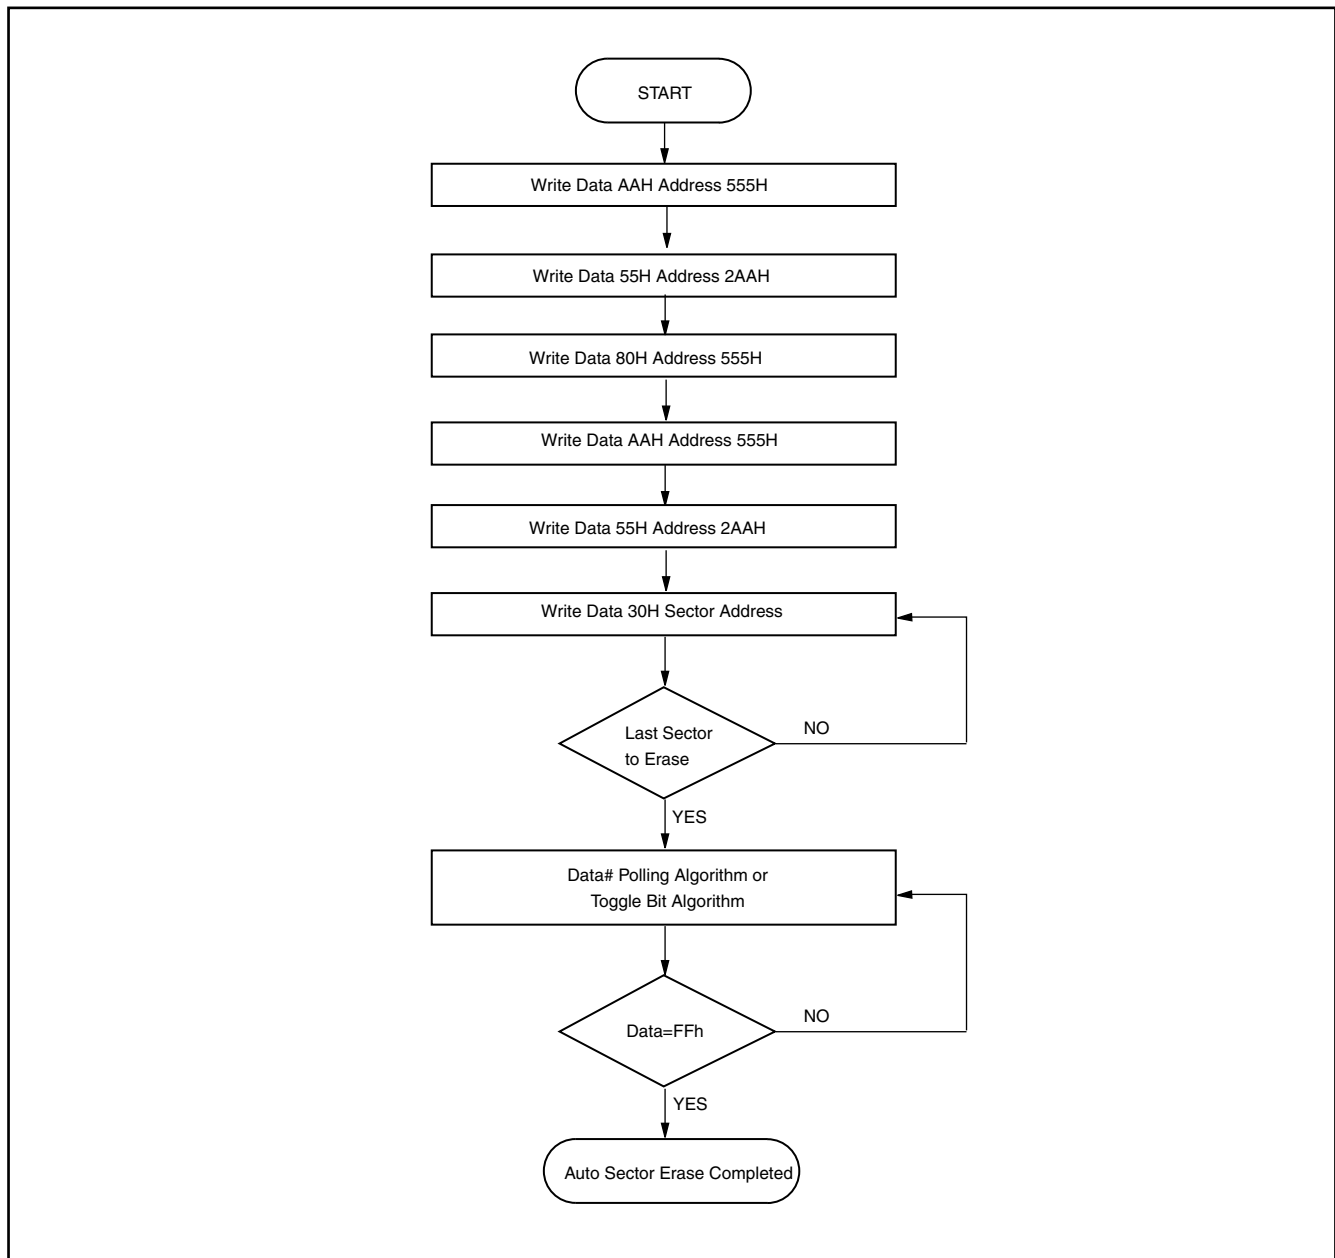 START
Write Data AAH Address 555H
Write Data 55H Address 2AAH
Write Data 80H Address 555H
Write Data AAH Address 555H
Write Data 55H Address 2AAH
Write Data 30H Sector Address
Last Sector
to Erase
NO
YES
Data# Polling Algorithm or
Toggle Bit Algorithm
Data=FFh
NO
YES
Auto Sector Erase Completed